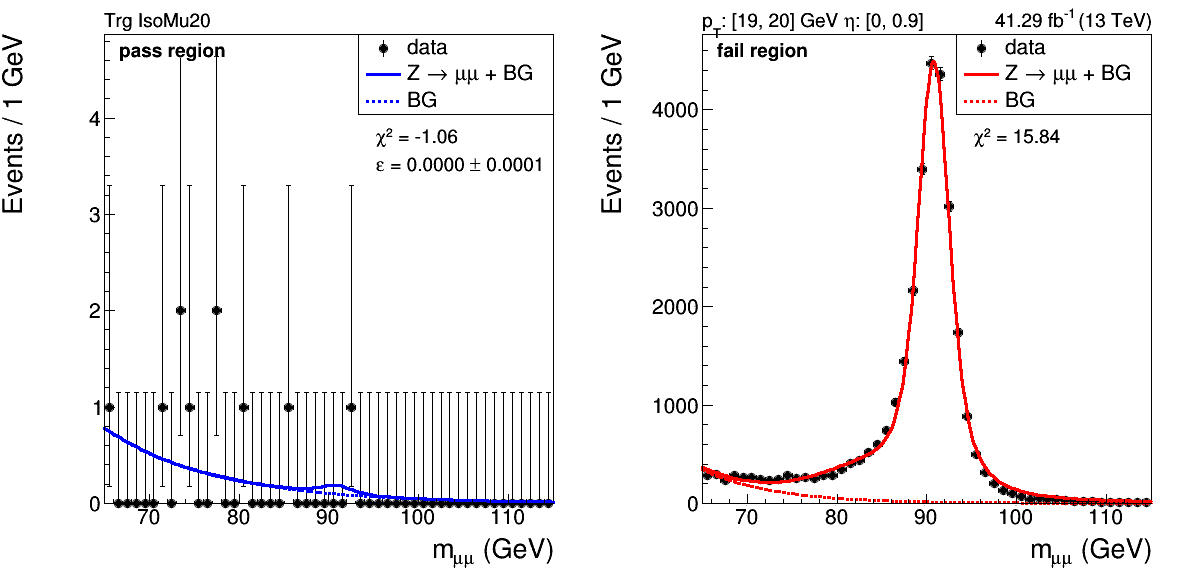 Trg IsoMu20
pass region
data
Z → μμ + BG
BG
χ² = -1.06
ε = 0.0000 ± 0.0001
Events / 1 GeV
4
3
2
1
0
70 80 90 100 110
m_μμ (GeV)
p_T: [19, 20] GeV η: [0, 0.9] 41.29 fb⁻¹ (13 TeV)
fail region
data
Z → μμ + BG
BG
χ² = 15.84
Events / 1 GeV
4000
3000
2000
1000
0
70 80 90 100 110
m_μμ (GeV)